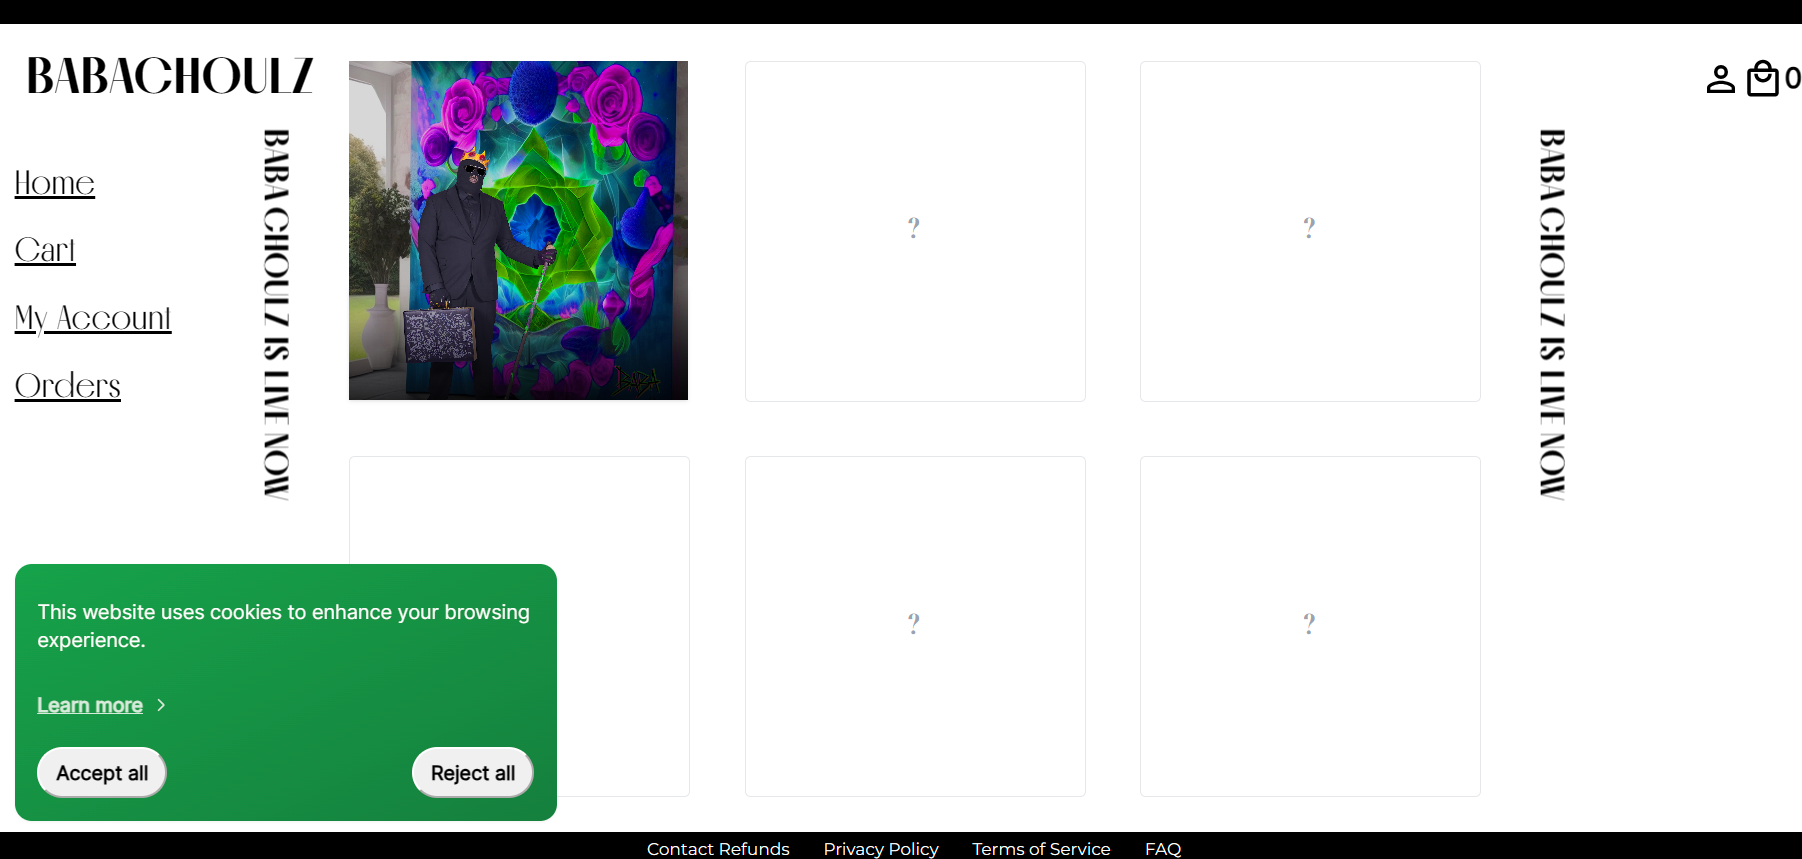 BABACHOULZ
0
Home
Cart
My Account
Orders
BABACHOULZ IS LIVE NOW
BABA
?
?
BABACHOULZ IS LIVE NOW
?
?
This website uses cookies to enhance your browsing
experience.
Learn more
Accept all
Reject all
Contact Refunds
Privacy Policy
Terms of Service
FAQ